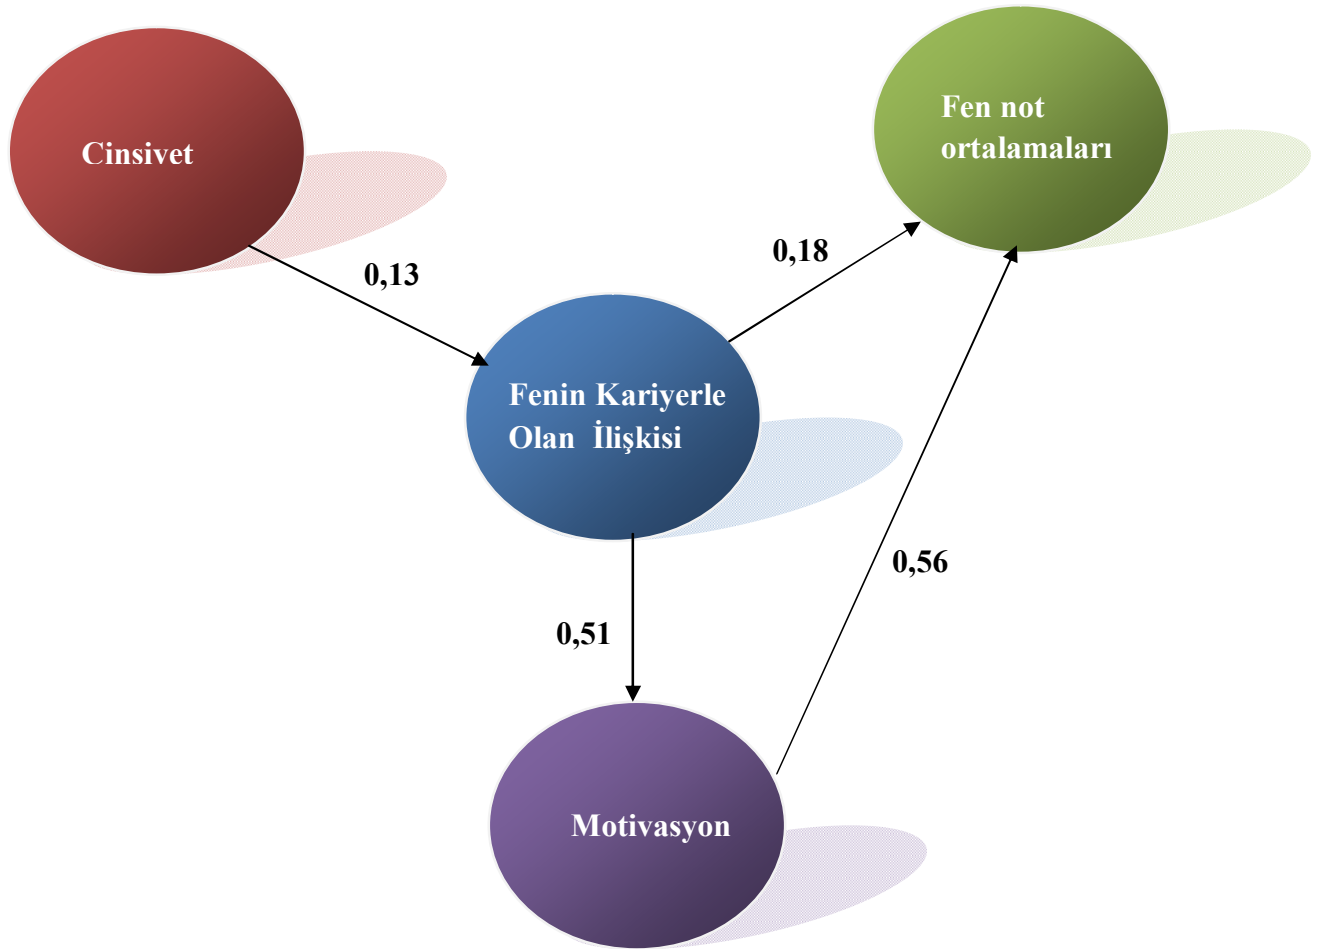 Cinsivet
Fen not
ortalamaları
0,13
0,18
Fenin Kariyerle
Olan İlişkisi
0,56
0,51
Motivasyon